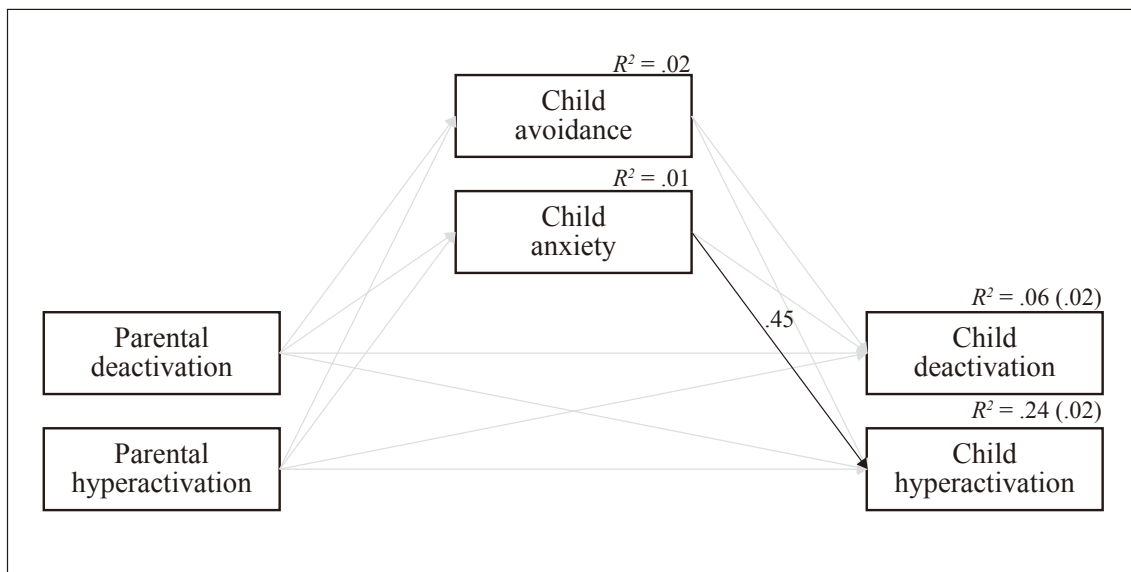 R² = .02
Child
avoidance
R² = .01
Child
anxiety
R² = .06 (.02)
.45
Parental
deactivation
Child
deactivation
R² = .24 (.02)
Parental
hyperactivation
Child
hyperactivation